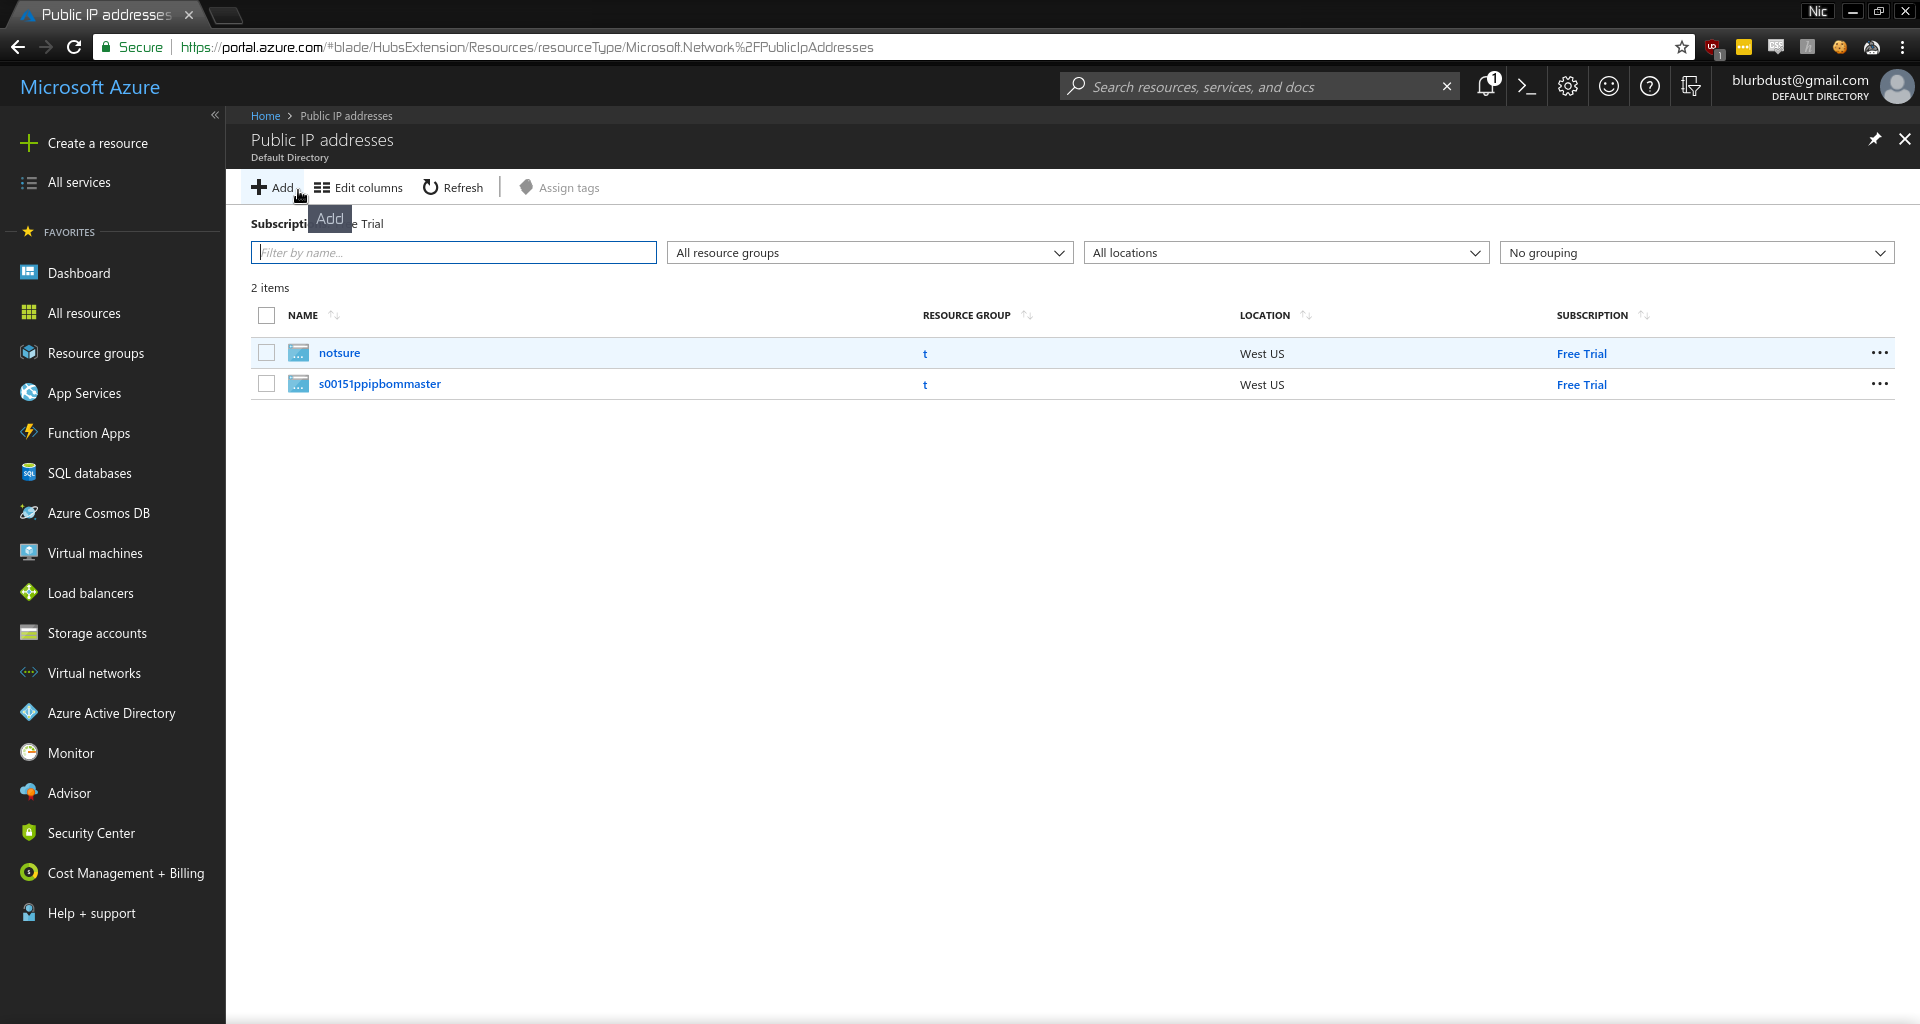 Public IP addresses
Nic
Secure
https://portal.azure.com/#blade/HubsExtension/Resources/resourceType/Microsoft.Network%2FPublicIpAddresses
1
Microsoft Azure
Search resources, services, and docs
1
blurbdust@gmail.com
DEFAULT DIRECTORY
Create a resource
All services
FAVORITES
Dashboard
All resources
Resource groups
App Services
Function Apps
SQL databases
Azure Cosmos DB
Virtual machines
Load balancers
Storage accounts
Virtual networks
Azure Active Directory
Monitor
Advisor
Security Center
Cost Management + Billing
Help + support
Home > Public IP addresses
Public IP addresses
Default Directory
Add
Edit columns
Refresh
Assign tags
Add
Subscripti e Trial
Filter by name...
All resource groups
All locations
No grouping
2 items
NAME RESOURCE GROUP LOCATION SUBSCRIPTION
notsure t West US Free Trial
s00151ppipbommaster t West US Free Trial